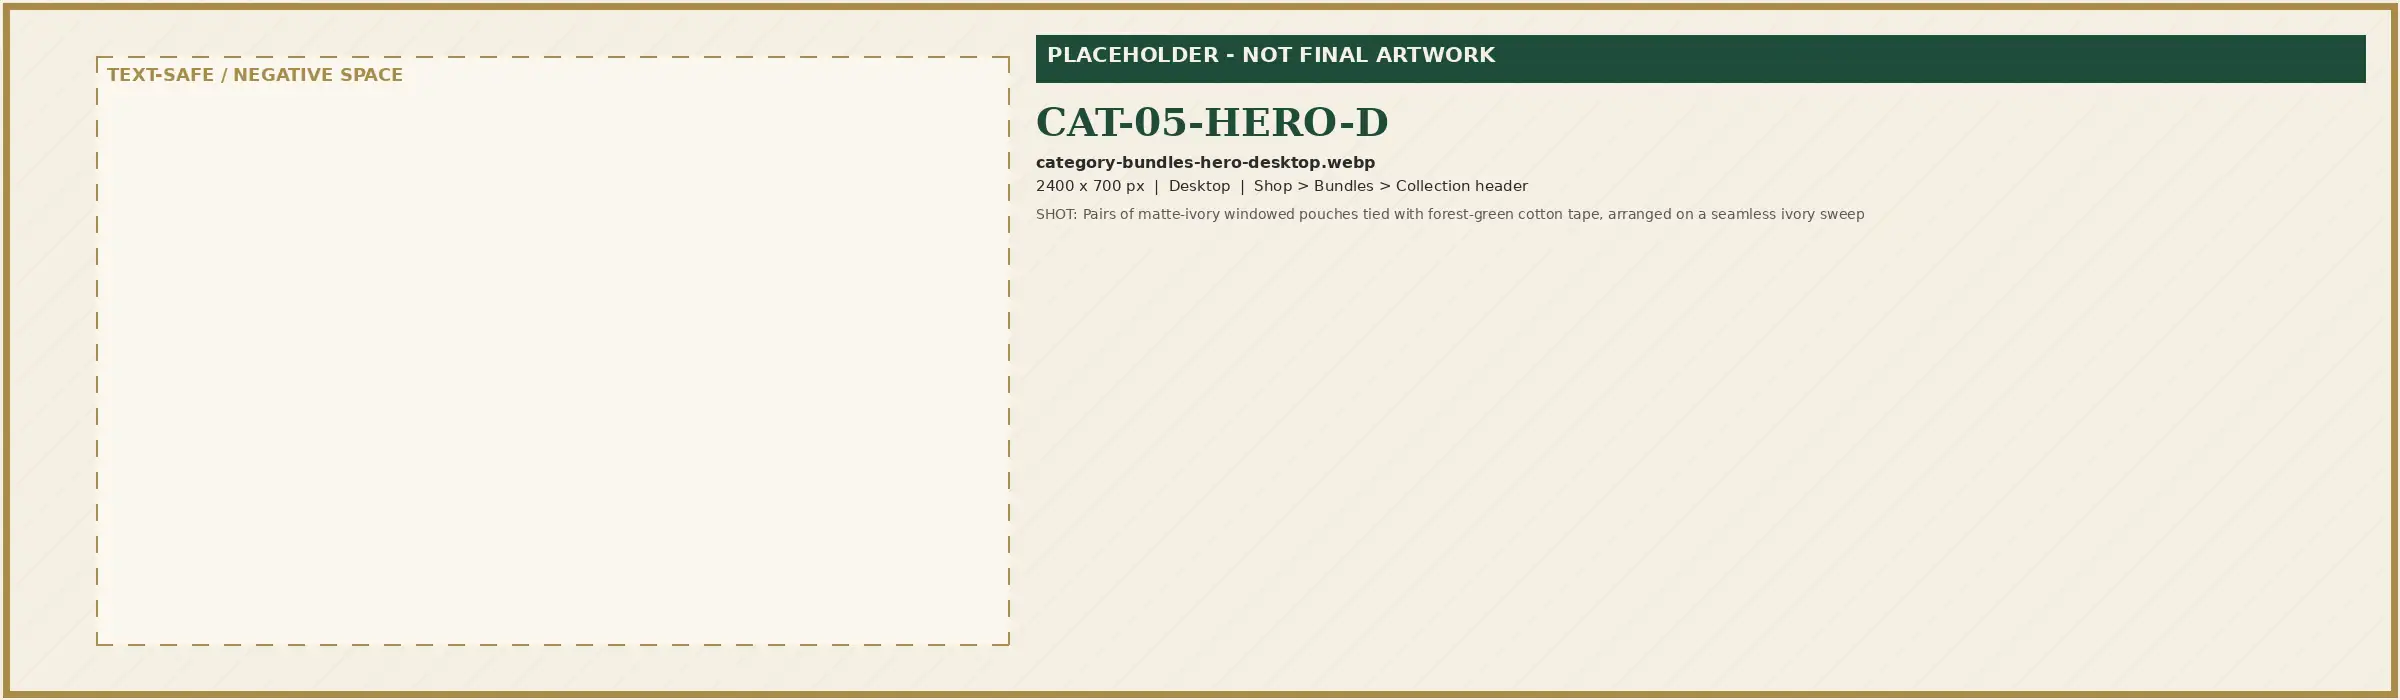 TEXT-SAFE / NEGATIVE SPACE
PLACEHOLDER - NOT FINAL ARTWORK
CAT-05-HERO-D
category-bundles-hero-desktop.webp
2400 x 700 px | Desktop | Shop > Bundles > Collection header
SHOT: Pairs of matte-ivory windowed pouches tied with forest-green cotton tape, arranged on a seamless ivory sweep